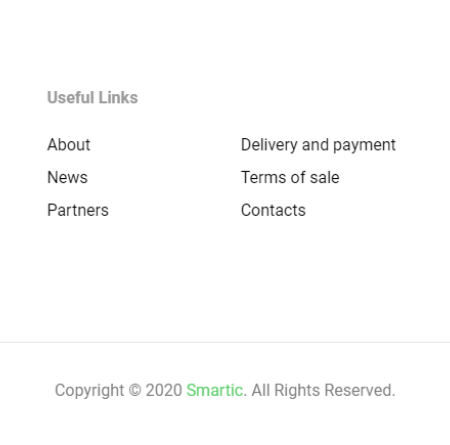 Useful Links
About
Delivery and payment
News
Terms of sale
Partners
Contacts
Copyright © 2020 Smartic. All Rights Reserved.